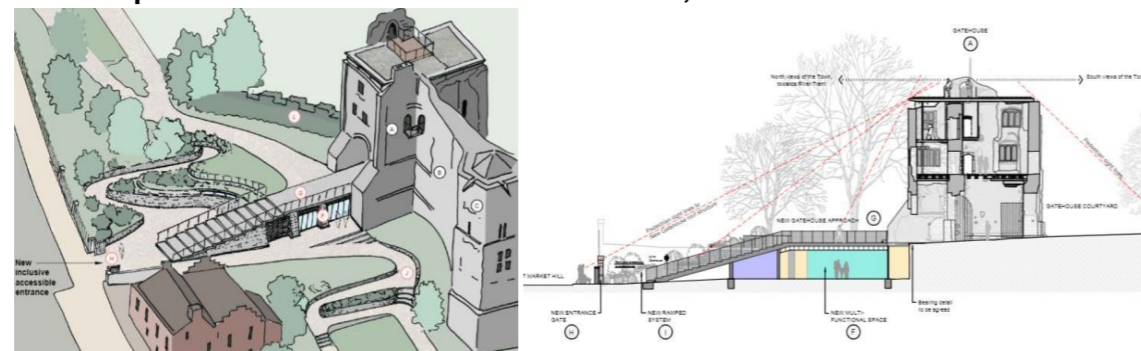 New
inclusive
accessible
entrance
H
E
A
B
C
G
F
J
GATEHOUSE
A
North views of the Town,
towards River Trent
South views of the To
GATEHOUSE COURTYARD
NEW GATEHOUSE APPROACH
G
T MARKET HILL
NEW ENTRANCE
GATE
H
NEW RAMPED
SYSTEM
I
NEW MULTI-
FUNCTIONAL SPACE
F
Bearing detail
to be agreed